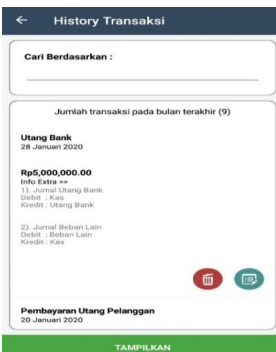 History Transaksi
Cari Berdasarkan :
Jumlah transaksi pada bulan terakhir (9)
Utang Bank
28 Januari 2020
Rp5,000,000.00
Info Extra >>
1). Jurnal Utang Bank
Debit : Kas
Kredit : Utang Bank
2). Jurnal Beban Lain
Debit : Beban Lain
Kredit : Kas
Pembayaran Utang Pelanggan
20 Januari 2020
TAMPILKAN